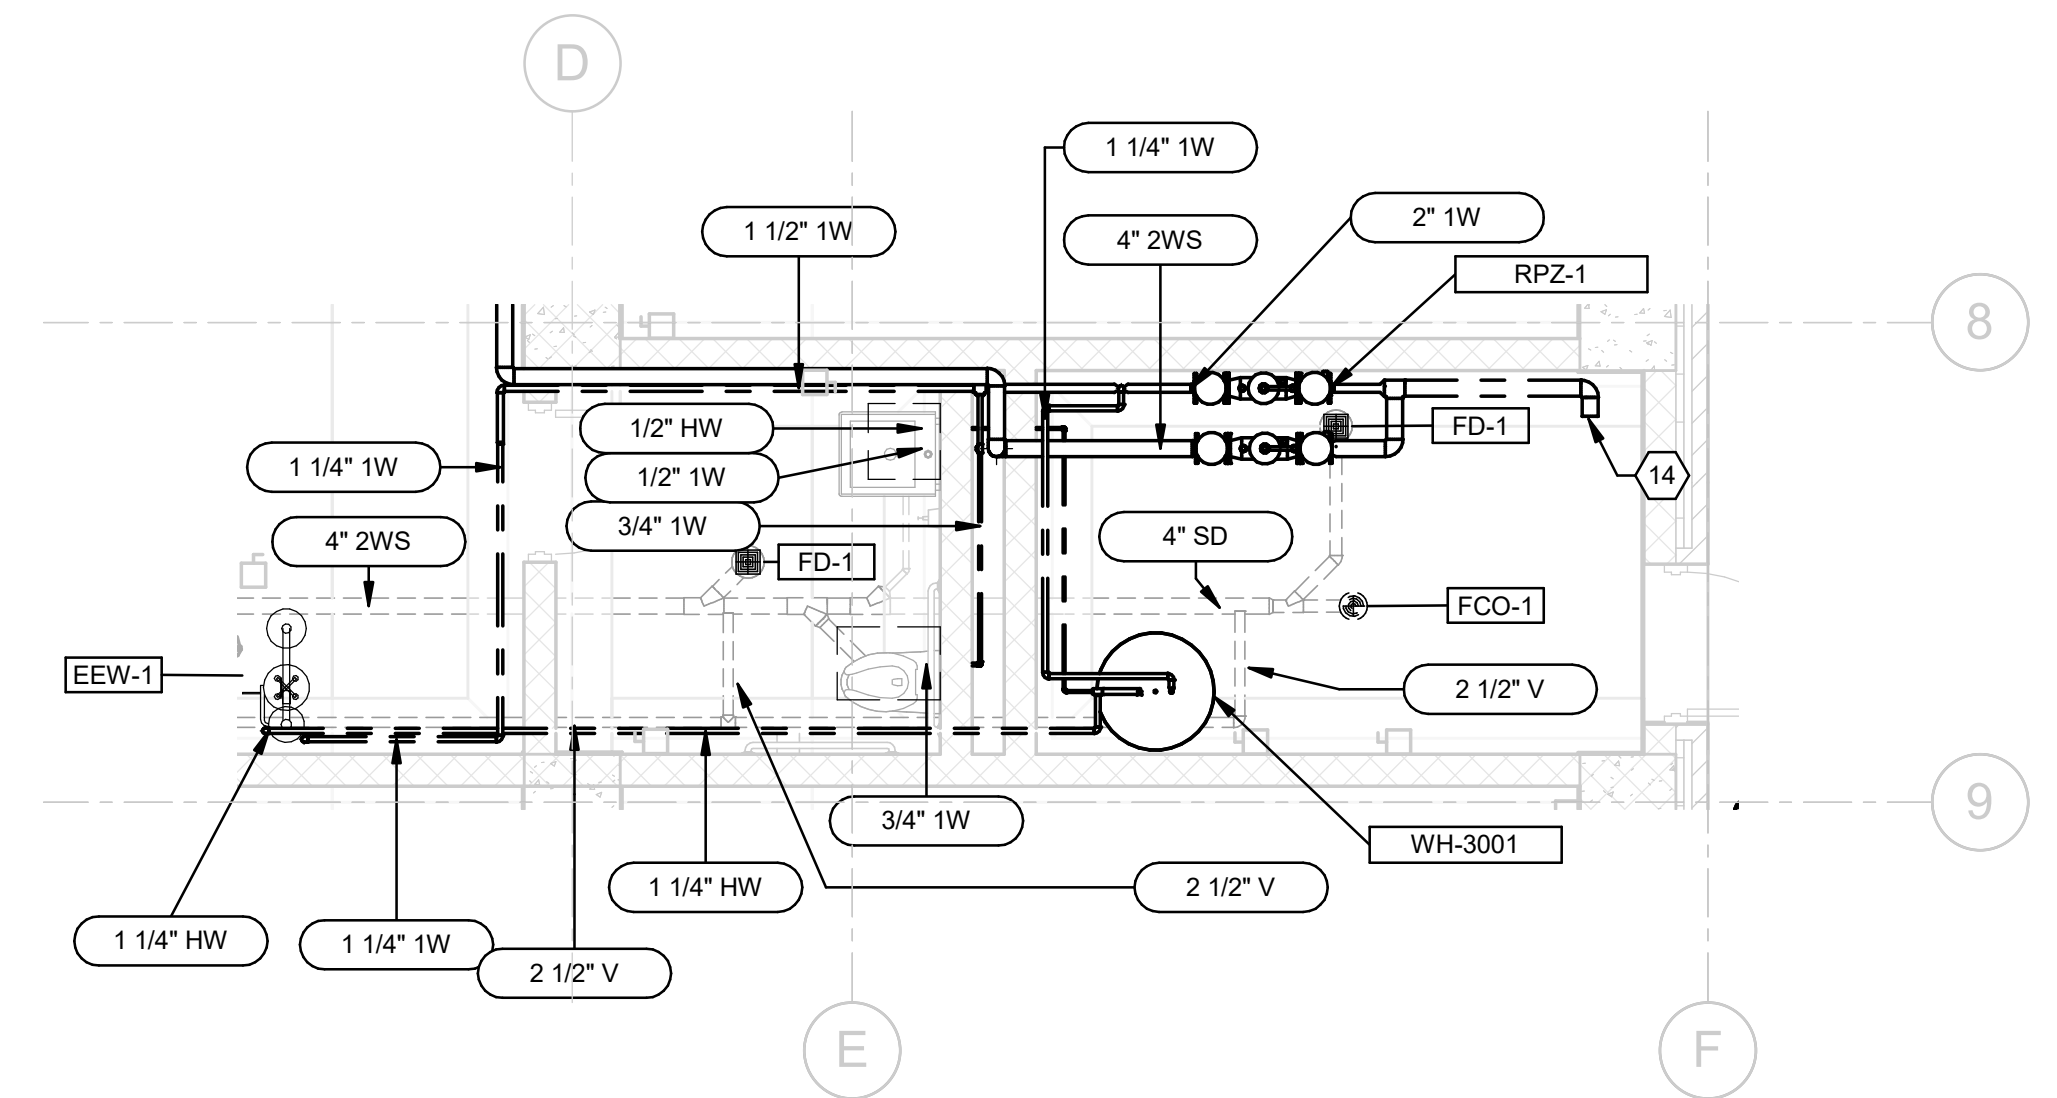 D
1 1/4" 1W
2" 1W
1 1/2" 1W
4" 2WS
RPZ-1
8
1/2" HW
FD-1
1 1/4" 1W
1/2" 1W
14
3/4" 1W
4" 2WS
4" SD
FD-1
FCO-1
EEW-1
2 1/2" V
9
3/4" 1W
WH-3001
1 1/4" HW
2 1/2" V
1 1/4" HW
1 1/4" 1W
2 1/2" V
E
F